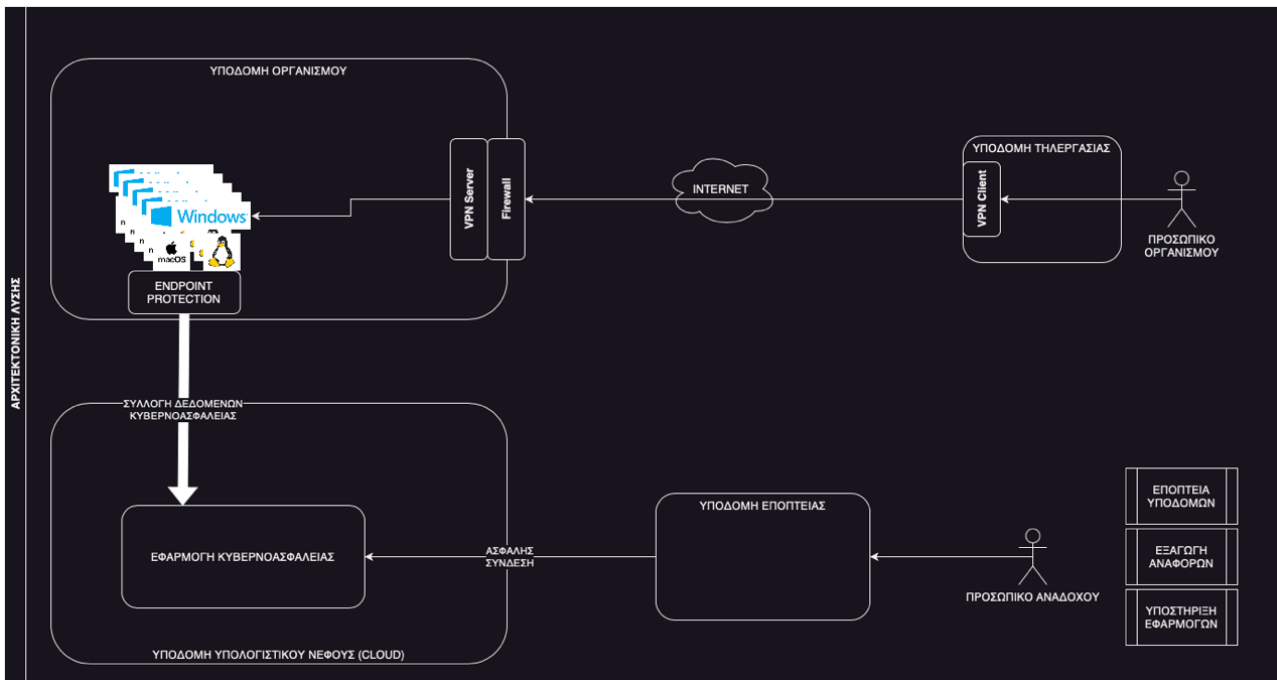 ΑΡΧΙΤΕΚΤΟΝΙΚΗ ΛΥΣΗΣ
ΥΠΟΔΟΜΗ ΟΡΓΑΝΙΣΜΟΥ
Windows
macOS
ENDPOINT
PROTECTION
VPN Server
Firewall
INTERNET
ΥΠΟΔΟΜΗ ΤΗΛΕΡΓΑΣΙΑΣ
VPN Client
ΠΡΟΣΩΠΙΚΟ
ΟΡΓΑΝΙΣΜΟΥ
ΣΥΛΛΟΓΗ ΔΕΔΟΜΕΝΩΝ
ΚΥΒΕΡΝΟΑΣΦΑΛΕΙΑΣ
ΕΦΑΡΜΟΓΗ ΚΥΒΕΡΝΟΑΣΦΑΛΕΙΑΣ
ΥΠΟΔΟΜΗ ΥΠΟΛΟΓΙΣΤΙΚΟΥ ΝΕΦΟΥΣ (CLOUD)
ΑΣΦΑΛΗΣ
ΣΥΝΔΕΣΗ
ΥΠΟΔΟΜΗ ΕΠΟΠΤΕΙΑΣ
ΠΡΟΣΩΠΙΚΟ ΑΝΑΔΟΧΟΥ
ΕΠΟΠΤΕΙΑ
ΥΠΟΔΟΜΩΝ
ΕΞΑΓΩΓΗ
ΑΝΑΦΟΡΩΝ
ΥΠΟΣΤΗΡΙΞΗ
ΕΦΑΡΜΟΓΩΝ